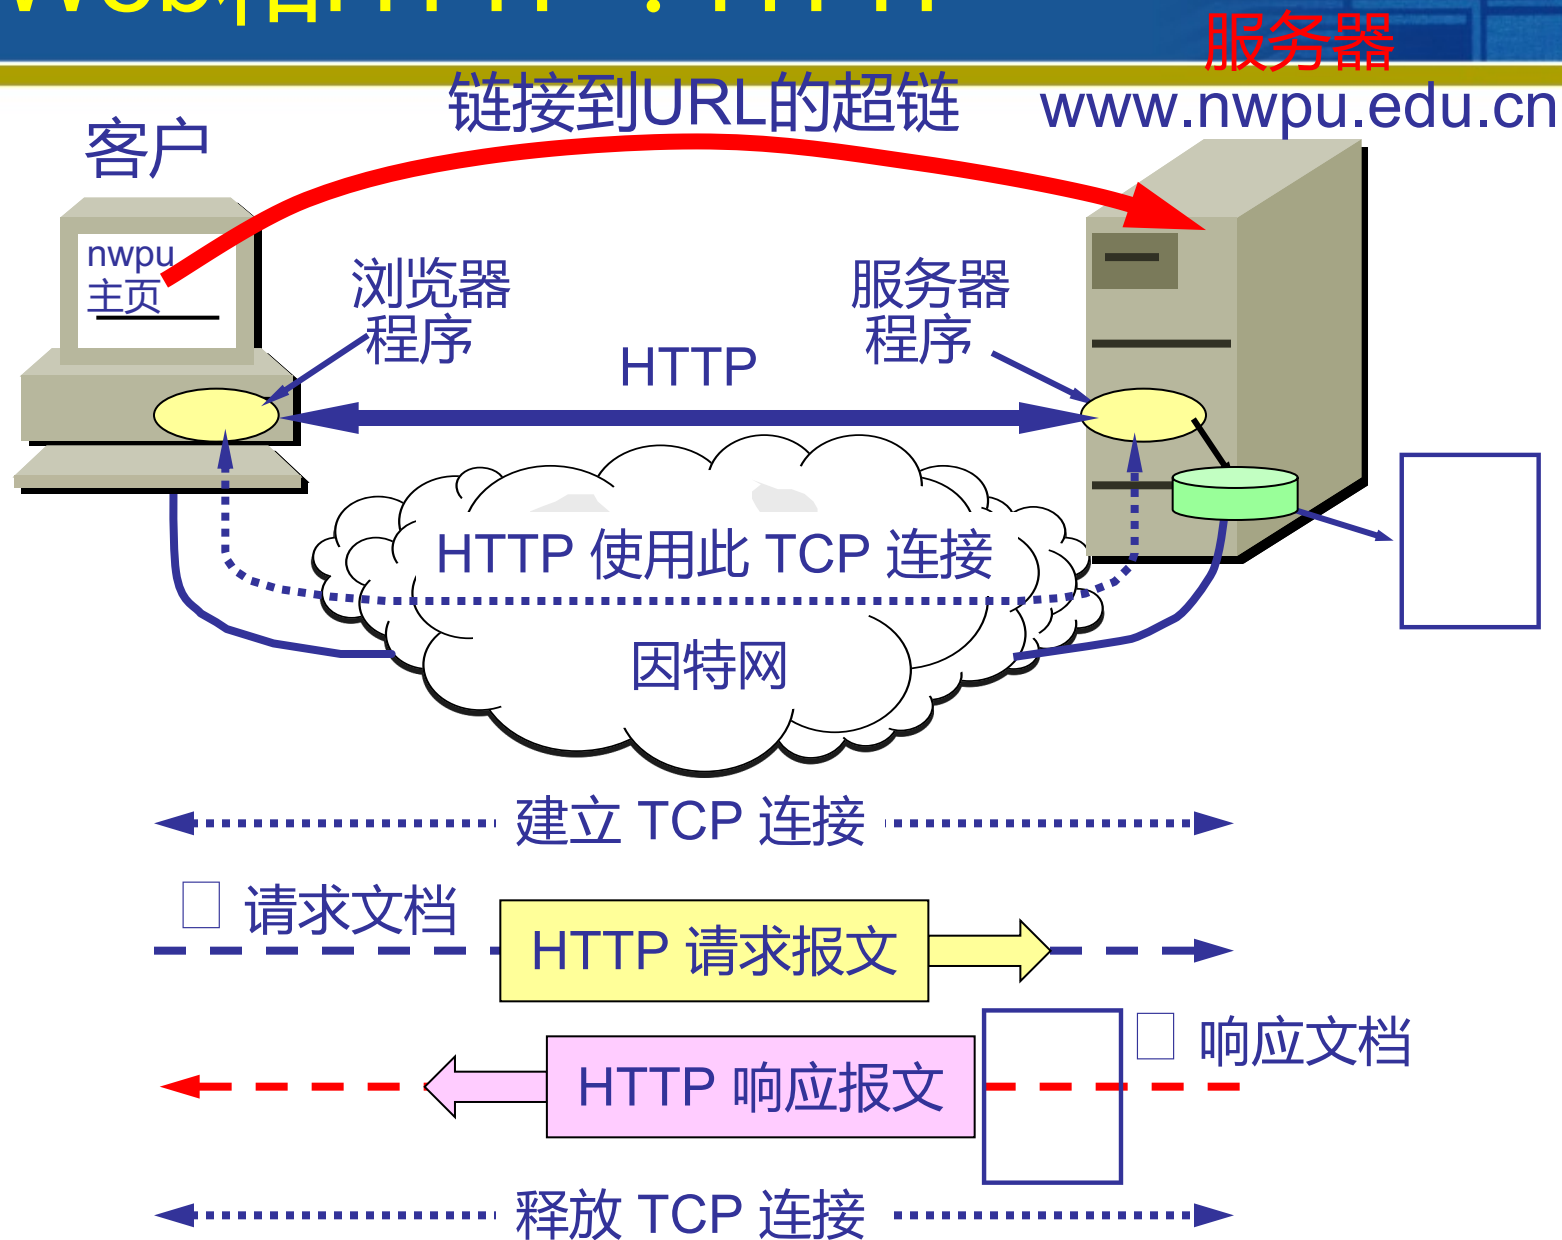 服务器
链接到URL的超链
www.nwpu.edu.cn
客户
nwpu
主页
浏览器
程序
服务器
程序
HTTP
HTTP 使用此 TCP 连接
因特网
建立 TCP 连接
请求文档
HTTP 请求报文
响应文档
HTTP 响应报文
释放 TCP 连接